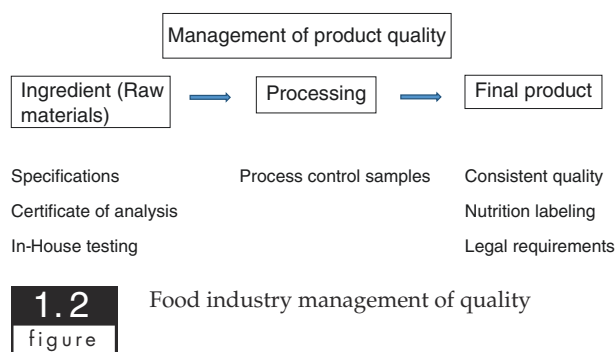 Management of product quality
Ingredient (Raw
materials)
Processing
Final product
Specifications
Process control samples
Consistent quality
Certificate of analysis
Nutrition labeling
In-House testing
Legal requirements
1.2
figure
Food industry management of quality